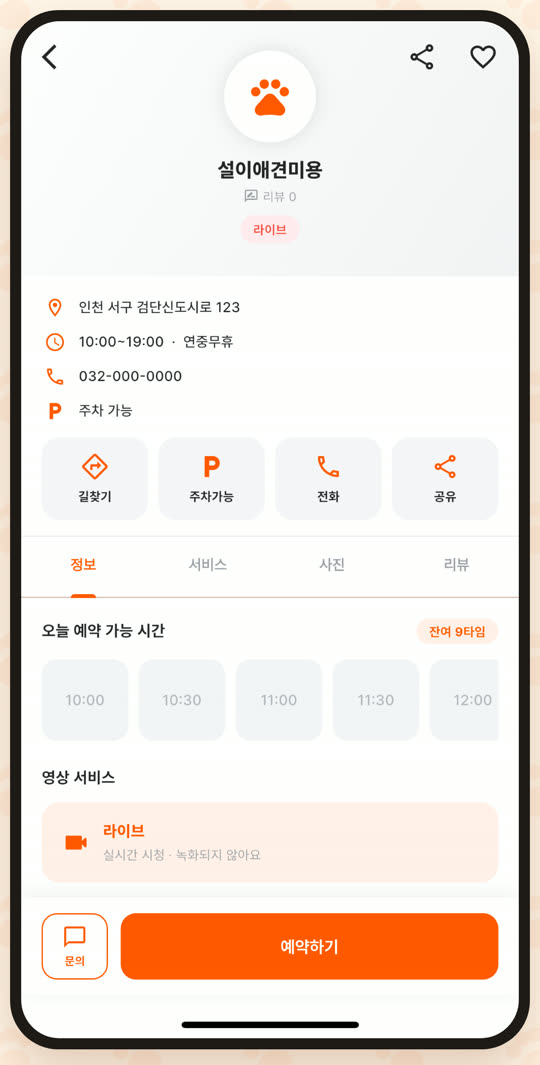 설이애견미용
리뷰 0
라이브
인천 서구 검단신도시로 123
10:00~19:00 · 연중무휴
032-000-0000
P 주차 가능
길찾기
P
주차가능
전화
공유
정보 서비스 사진 리뷰
오늘 예약 가능 시간 잔여 9타임
10:00 10:30 11:00 11:30 12:00
영상 서비스
라이브
실시간 시청 · 녹화되지 않아요
문의
예약하기